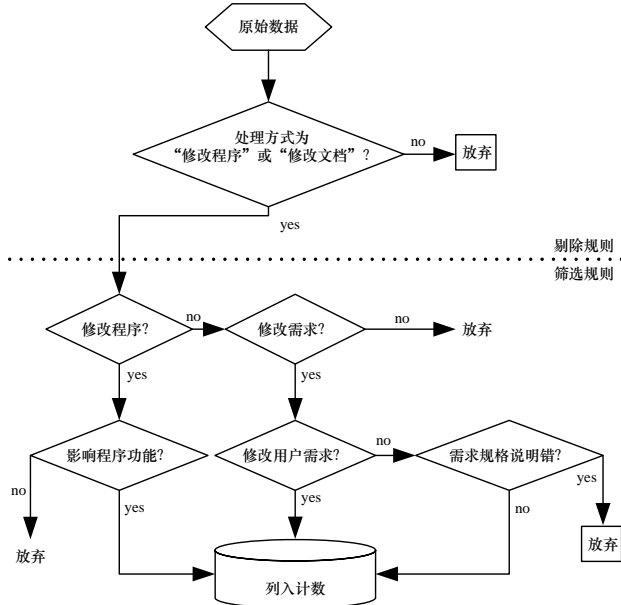 原始数据
处理方式为
“修改程序”或“修改文档”？
no
放弃
yes
剔除规则
筛选规则
修改程序?
no
修改需求?
no
放弃
yes
yes
影响程序功能?
修改用户需求?
no
需求规格说明错?
no
yes
yes
no
yes
放弃
放弃
列入计数